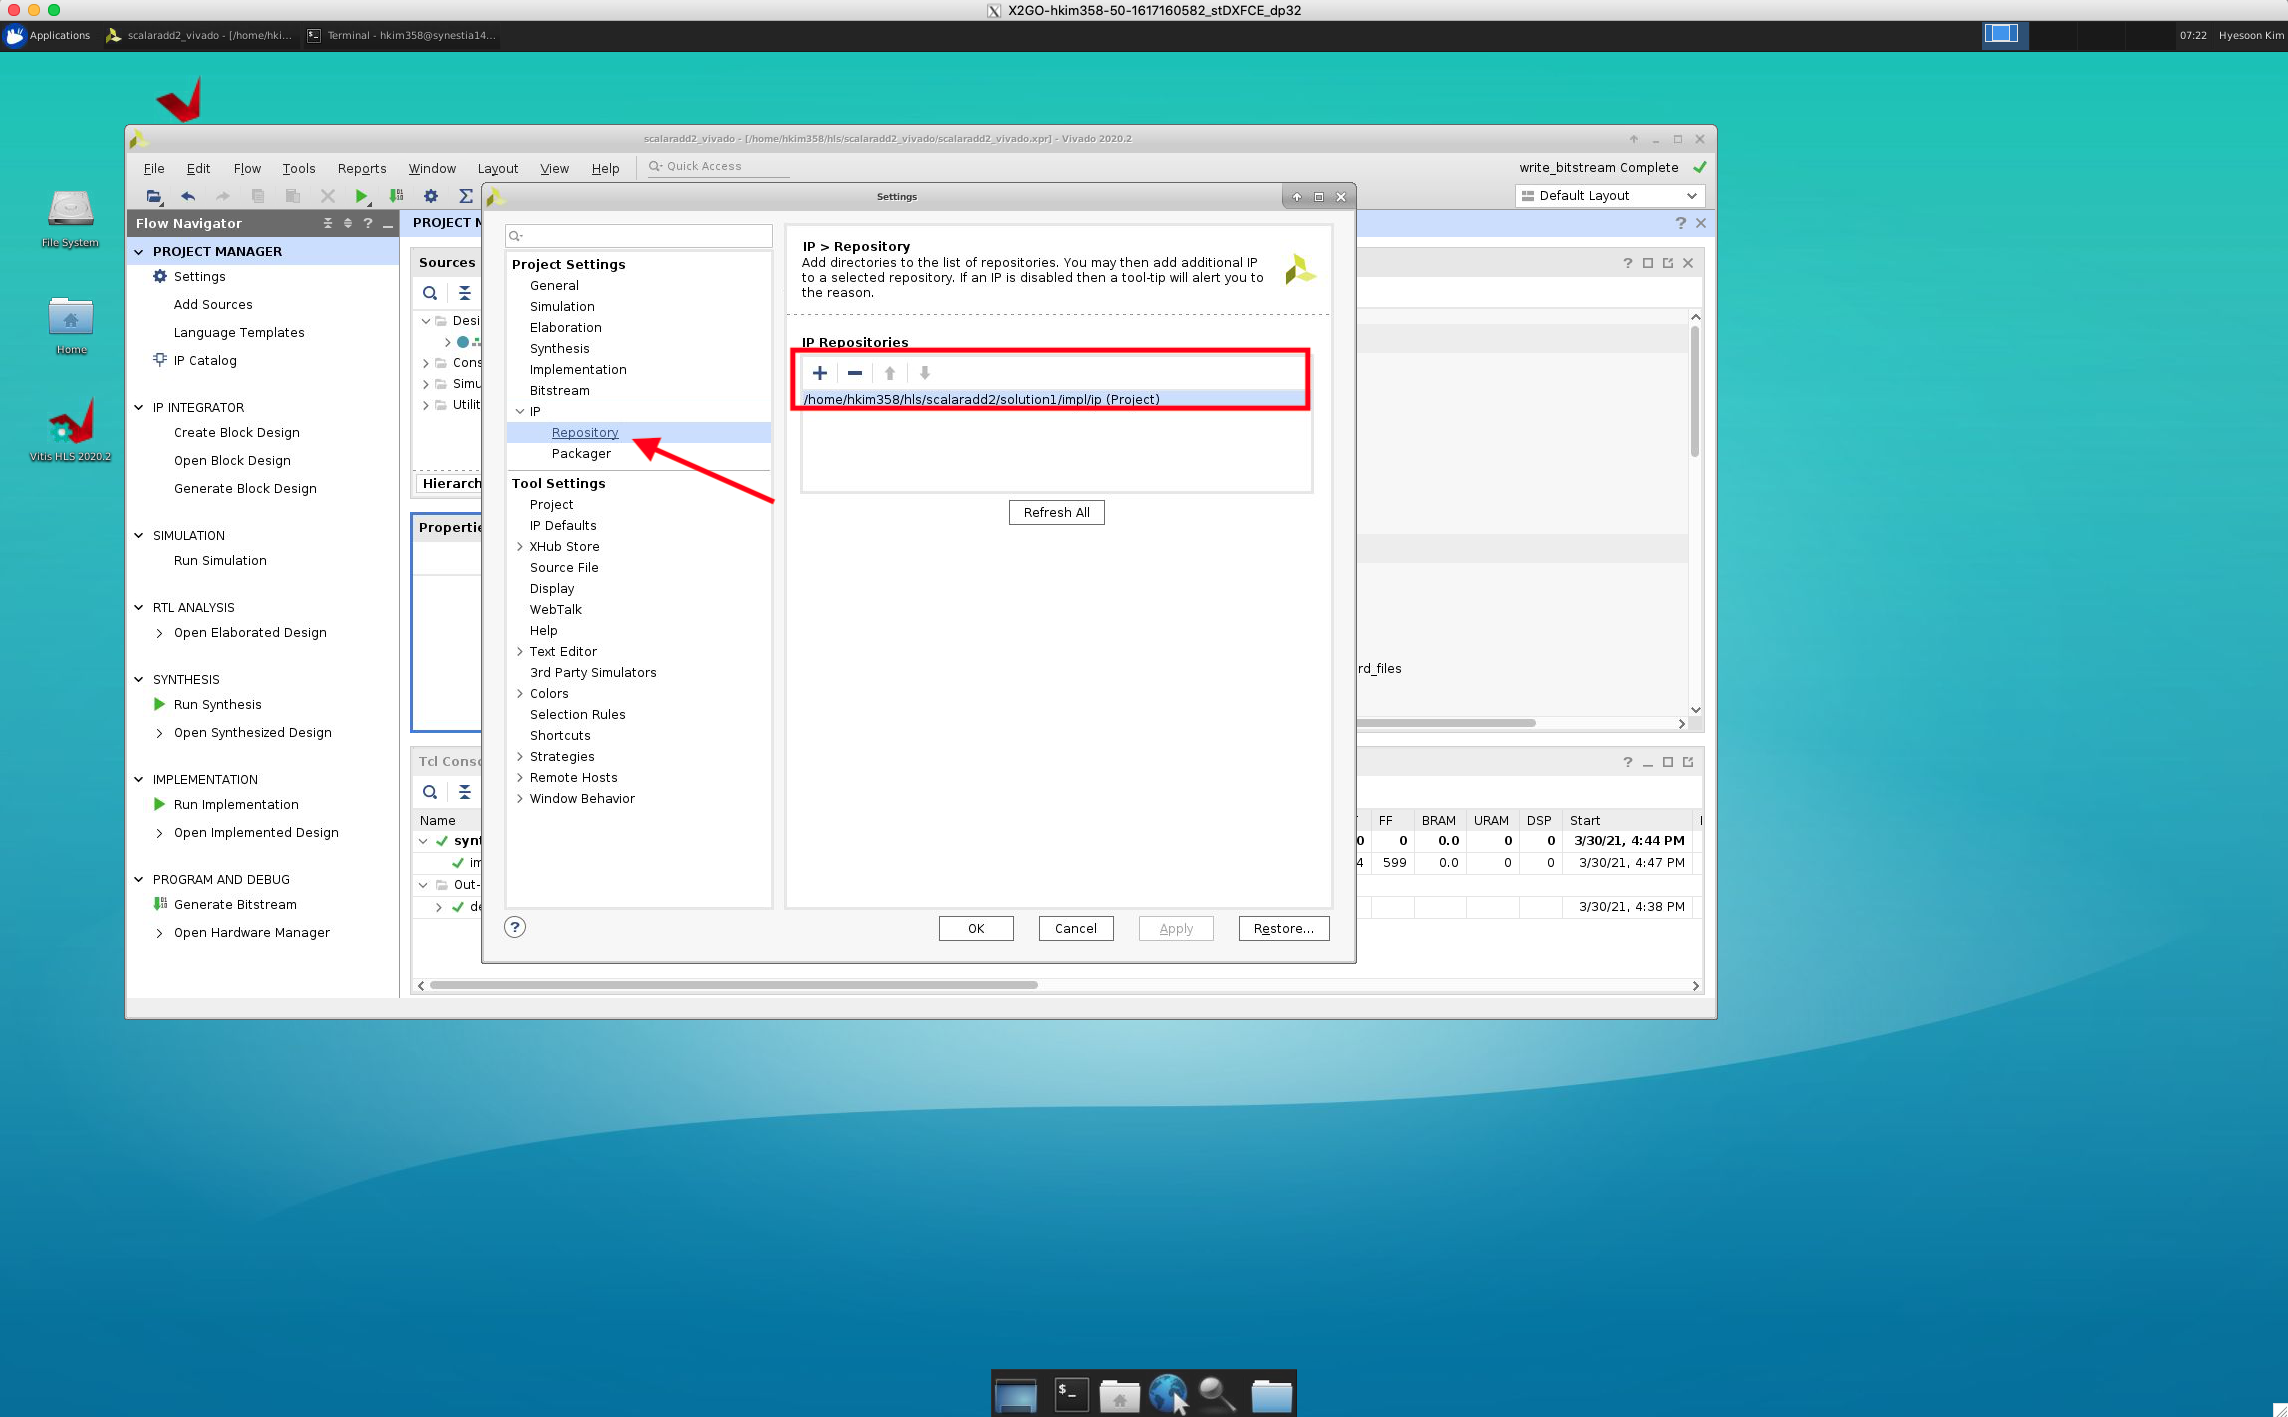 X2GO-hkim358-50-1617160582_stDXFCE_dp32
Applications
scalaradd2_vivado - [/home/hki...
Terminal - hkim358@synestia14...
07:22
Hyesoon Kim
File System
Home
Vitis HLS 2020.2
scalaradd2_vivado - [/home/hkim358/hls/scalaradd2_vivado/scalaradd2_vivado.xpr] - Vivado 2020.2
File Edit Flow Tools Reports Window Layout View Help
Quick Access
write_bitstream Complete
Default Layout
Flow Navigator
PROJECT MANAGER
Settings
Add Sources
Language Templates
IP Catalog
IP INTEGRATOR
Create Block Design
Open Block Design
Generate Block Design
SIMULATION
Run Simulation
RTL ANALYSIS
Open Elaborated Design
SYNTHESIS
Run Synthesis
Open Synthesized Design
IMPLEMENTATION
Run Implementation
Open Implemented Design
PROGRAM AND DEBUG
Generate Bitstream
Open Hardware Manager
PROJECT M
Sources
Desi
Cons
Simu
Utilit
Hierarch
Propertie
Tcl Conso
Name
synt
im
Out-
de
Settings
Project Settings
General
Simulation
Elaboration
Synthesis
Implementation
Bitstream
IP
Repository
Packager
Tool Settings
Project
IP Defaults
XHub Store
Source File
Display
WebTalk
Help
Text Editor
3rd Party Simulators
Colors
Selection Rules
Shortcuts
Strategies
Remote Hosts
Window Behavior
IP > Repository
Add directories to the list of repositories. You may then add additional IP
to a selected repository. If an IP is disabled then a tool-tip will alert you to
the reason.
IP Repositories
/home/hkim358/hls/scalaradd2/solution1/impl/ip (Project)
Refresh All
OK
Cancel
Apply
Restore...
rd_files
FF BRAM URAM DSP Start
0 0 0.0 0 0 3/30/21, 4:44 PM
4 599 0.0 0 0 3/30/21, 4:47 PM
3/30/21, 4:38 PM